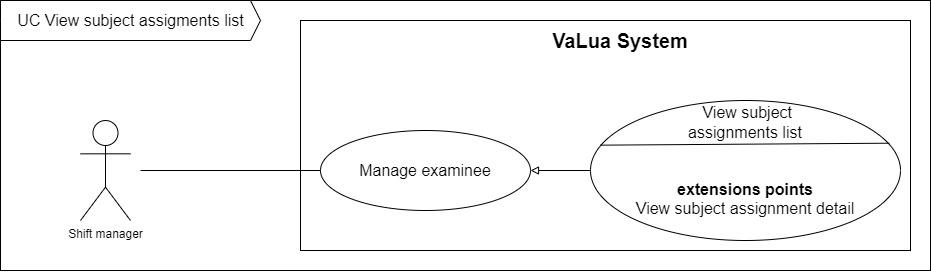 UC View subject assigments list
VaLua System
View subject
assignments list
Manage examinee
extensions points
View subject assignment detail
Shift manager